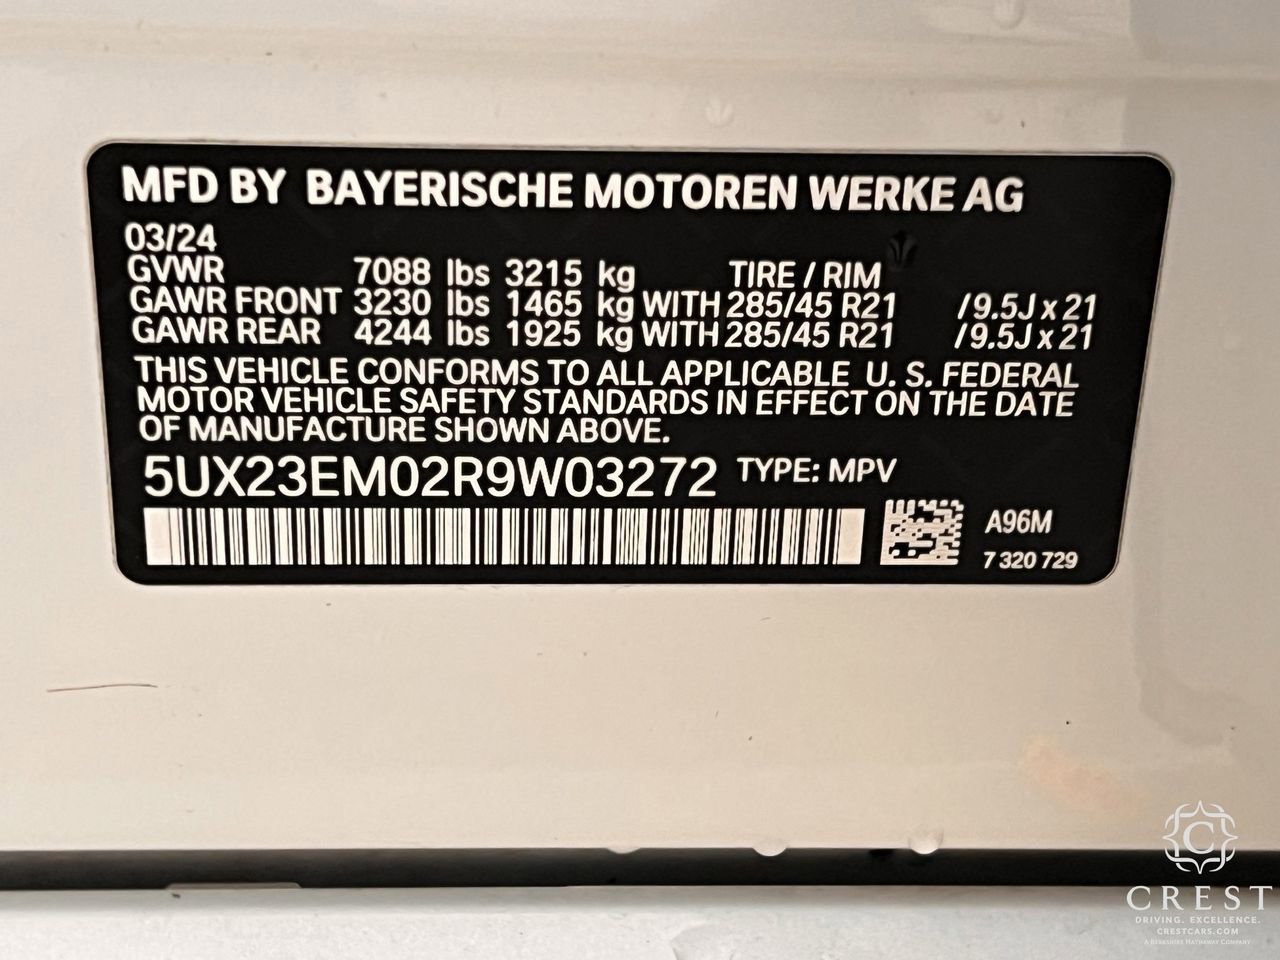 MFD BY BAYERISCHE MOTOREN WERKE AG
03/24
GVWR 7088 lbs 3215 kg TIRE / RIM
GAWR FRONT 3230 lbs 1465 kg WITH 285/45 R21 /9.5J x 21
GAWR REAR 4244 lbs 1925 kg WITH 285/45 R21 /9.5J x 21
THIS VEHICLE CONFORMS TO ALL APPLICABLE U. S. FEDERAL
MOTOR VEHICLE SAFETY STANDARDS IN EFFECT ON THE DATE
OF MANUFACTURE SHOWN ABOVE.
5UX23EM02R9W03272 TYPE: MPV
A96M
7 320 729
C
CREST
DRIVING. EXCELLENCE.
CRESTCARS.COM
A BERKSHIRE HATHAWAY COMPANY